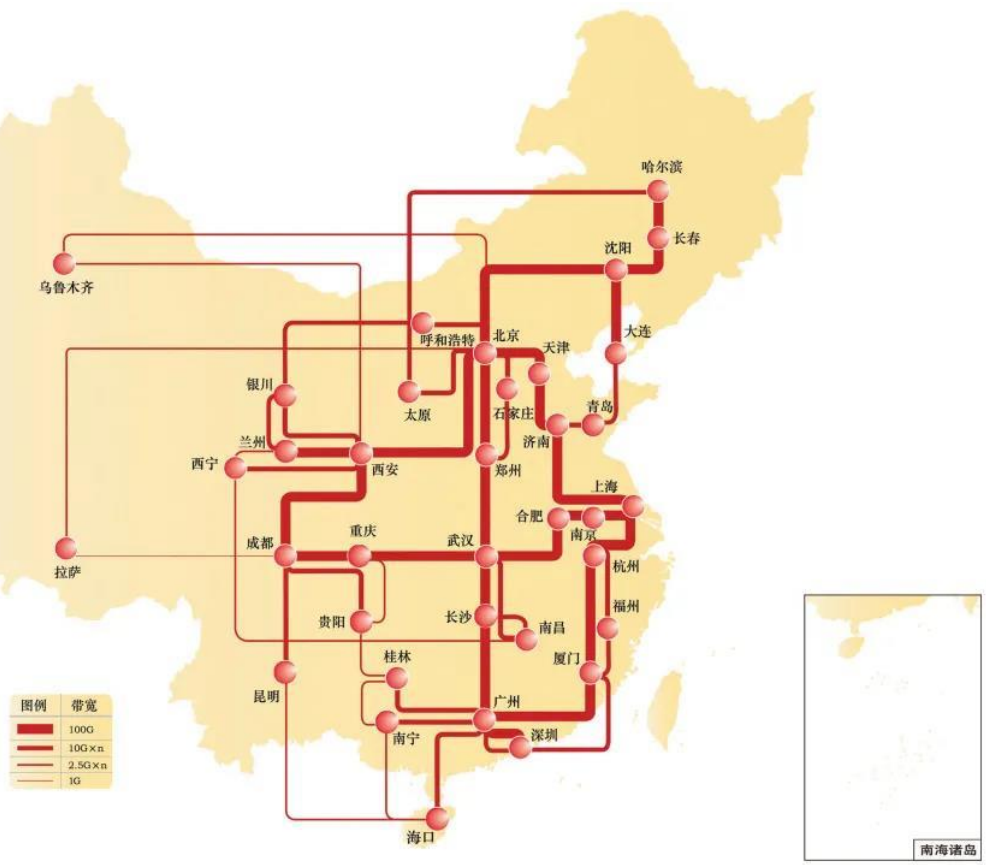 哈尔滨
长春
沈阳
乌鲁木齐
大连
呼和浩特
北京
天津
银川
太原
石家庄
青岛
济南
兰州
西宁
西安
郑州
上海
合肥
南京
重庆
成都
武汉
杭州
拉萨
福州
贵阳
长沙
南昌
桂林
厦门
昆明
广州
图例 带宽
100G
10G×n
2.5G×n
1G
南宁
深圳
海口
南海诸岛